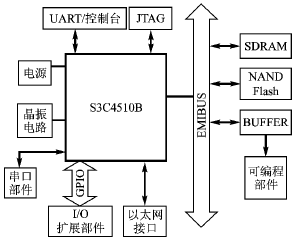 UART/控制台
JTAG
SDRAM
电源
S3C4510B
NAND
Flash
EMIBUS
晶振
电路
BUFFER
串口
部件
GPIO
可编程
部件
I/O
扩展部件
以太网
接口